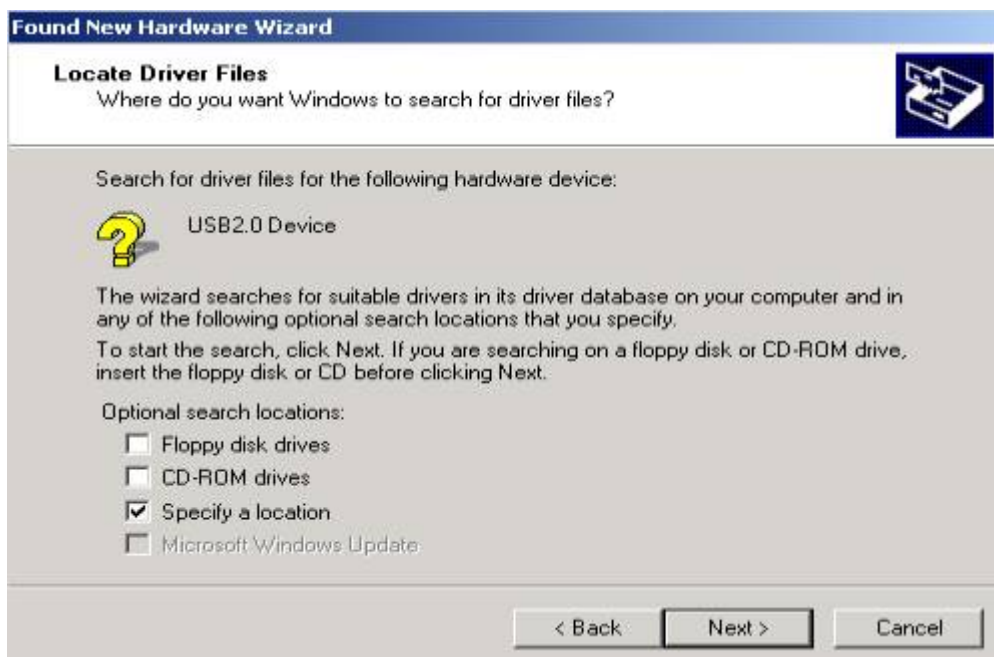 Found New Hardware Wizard
Locate Driver Files
Where do you want Windows to search for driver files?
Search for driver files for the following hardware device:
USB2.0 Device
The wizard searches for suitable drivers in its driver database on your computer and in
any of the following optional search locations that you specify.
To start the search, click Next. If you are searching on a floppy disk or CD-ROM drive,
insert the floppy disk or CD before clicking Next.
Optional search locations:
Floppy disk drives
CD-ROM drives
Specify a location
Microsoft Windows Update
< Back Next > Cancel